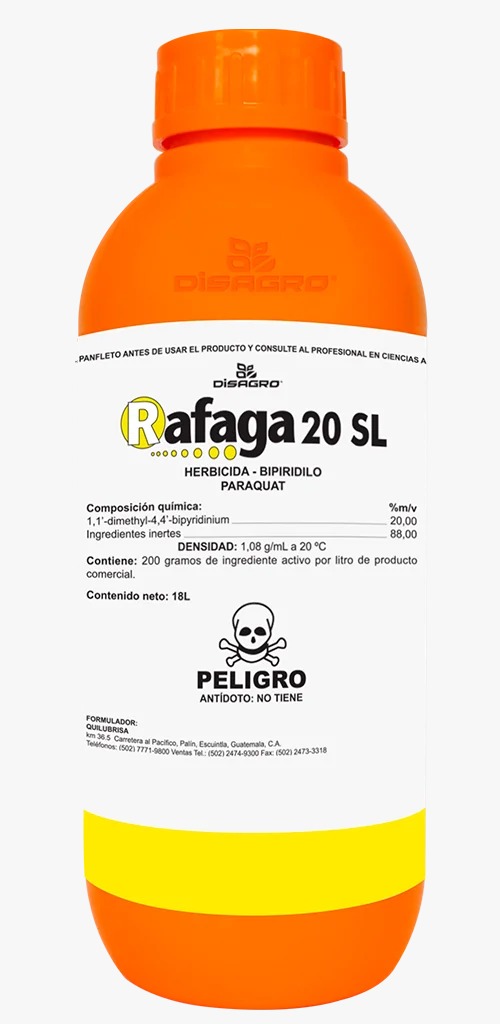 DISAGRO
. PANFLETO ANTES DE USAR EL PRODUCTO Y CONSULTE AL PROFESIONAL EN CIENCIAS A
DISAGRO
Rafaga 20 SL
HERBICIDA - BIPIRIDILO
PARAQUAT
Composición química: %m/v
1,1'-dimethyl-4,4'-bipyridinium 20,00
Ingredientes inertes 88,00
DENSIDAD: 1,08 g/mL a 20 ºC
Contiene: 200 gramos de ingrediente activo por litro de producto
comercial.
Contenido neto: 18L
PELIGRO
ANTÍDOTO: NO TIENE
FORMULADOR:
QUILUBRISA
km 36.5 Carretera al Pacífico, Palín, Escuintla, Guatemala, C.A.
Teléfonos: (502) 7771-9800 Ventas Tel.: (502) 2474-9300 Fax: (502) 2473-3318